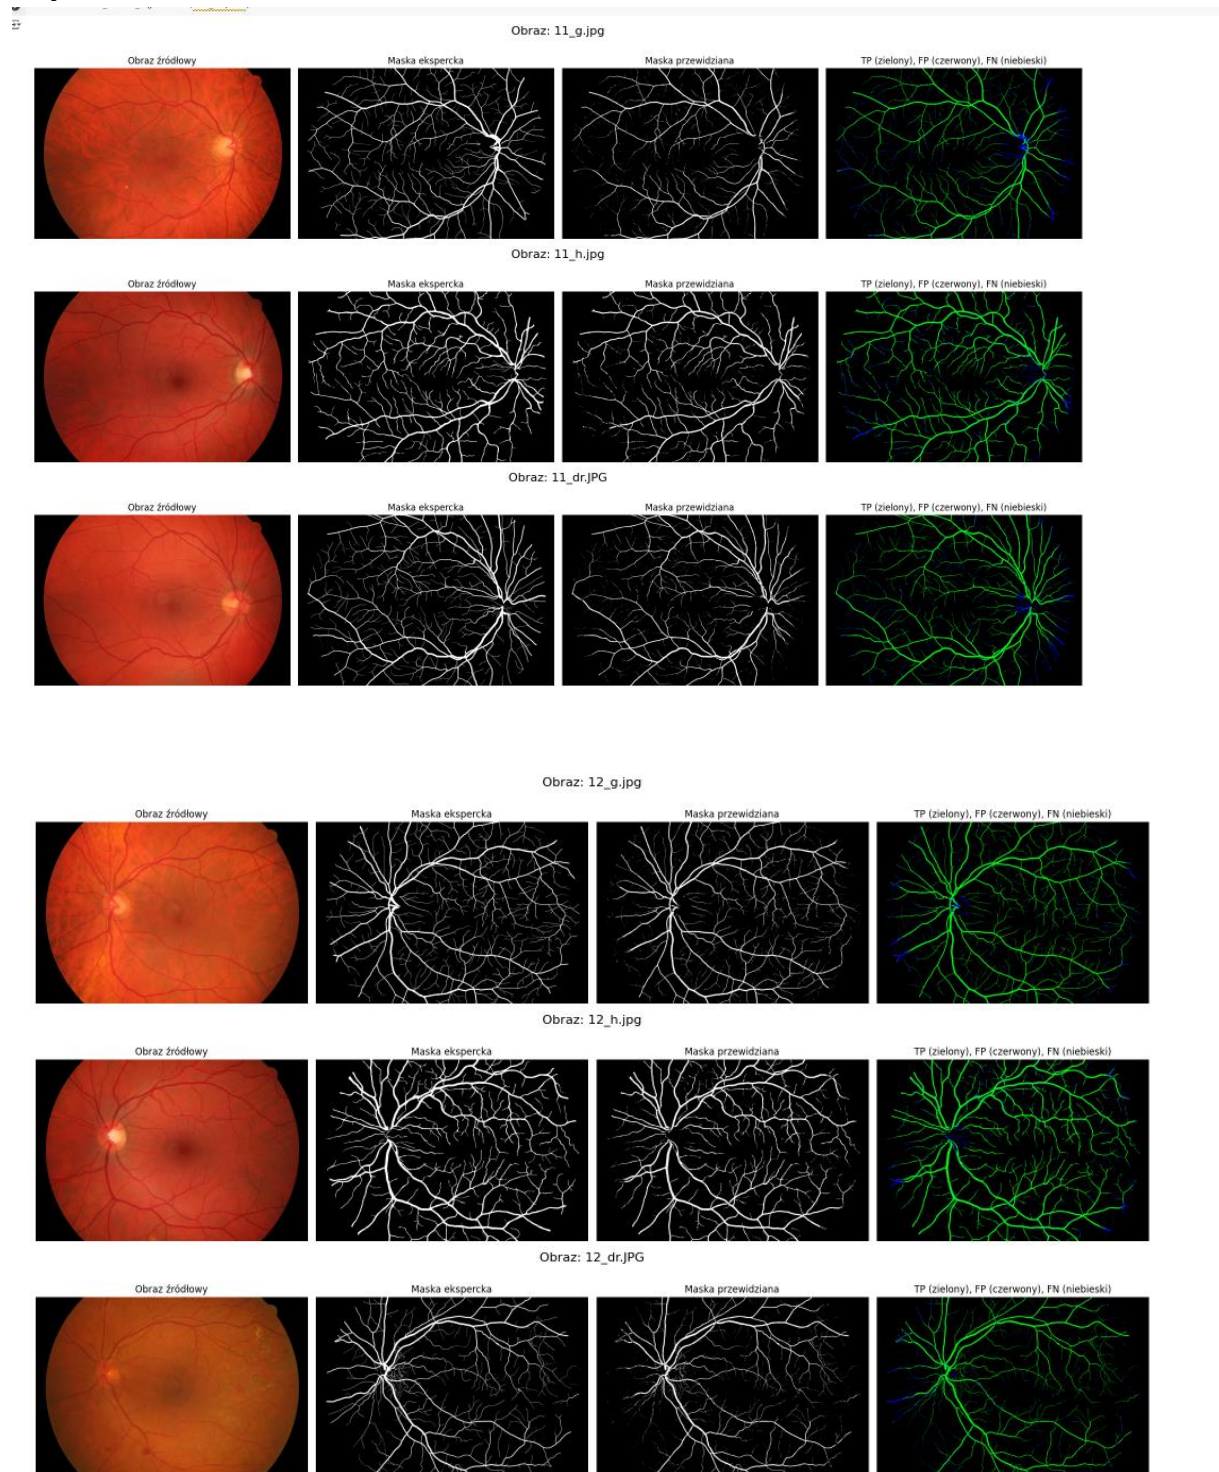 Obraz: 11_g.jpg
Obraz źródłowy Maska ekspercka Maska przewidziana TP (zielony), FP (czerwony), FN (niebieski)
Obraz: 11_h.jpg
Obraz źródłowy Maska ekspercka Maska przewidziana TP (zielony), FP (czerwony), FN (niebieski)
Obraz: 11_dr.JPG
Obraz źródłowy Maska ekspercka Maska przewidziana TP (zielony), FP (czerwony), FN (niebieski)
Obraz: 12_g.jpg
Obraz źródłowy Maska ekspercka Maska przewidziana TP (zielony), FP (czerwony), FN (niebieski)
Obraz: 12_h.jpg
Obraz źródłowy Maska ekspercka Maska przewidziana TP (zielony), FP (czerwony), FN (niebieski)
Obraz: 12_dr.JPG
Obraz źródłowy Maska ekspercka Maska przewidziana TP (zielony), FP (czerwony), FN (niebieski)